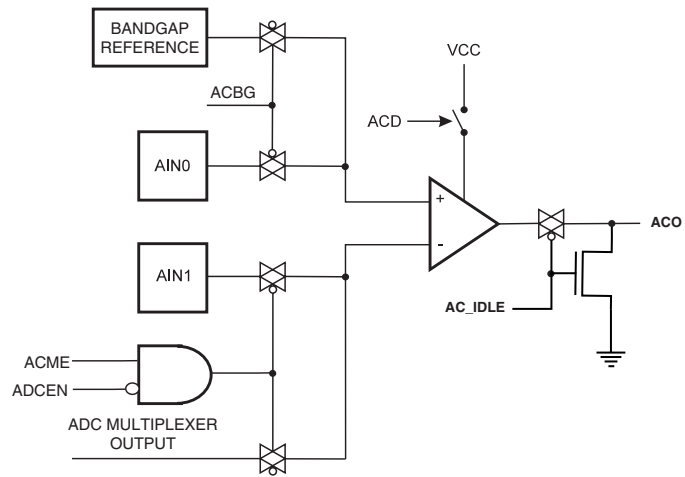 BANDGAP
REFERENCE
VCC
ACBG
ACD
AIN0
+
-
ACO
AIN1
AC_IDLE
ACME
ADCEN
ADC MULTIPLEXER
OUTPUT